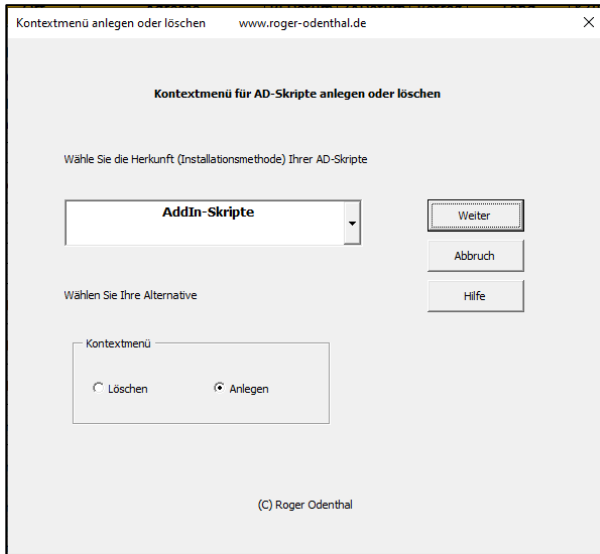 Kontextmenü anlegen oder löschen www.roger-odenthal.de
Kontextmenü für AD-Skripte anlegen oder löschen
Wähle Sie die Herkunft (Installationsmethode) Ihrer AD-Skripte
AddIn-Skripte
Weiter
Abbruch
Wählen Sie Ihre Alternative
Hilfe
Kontextmenü
Löschen Anlegen
(C) Roger Odenthal